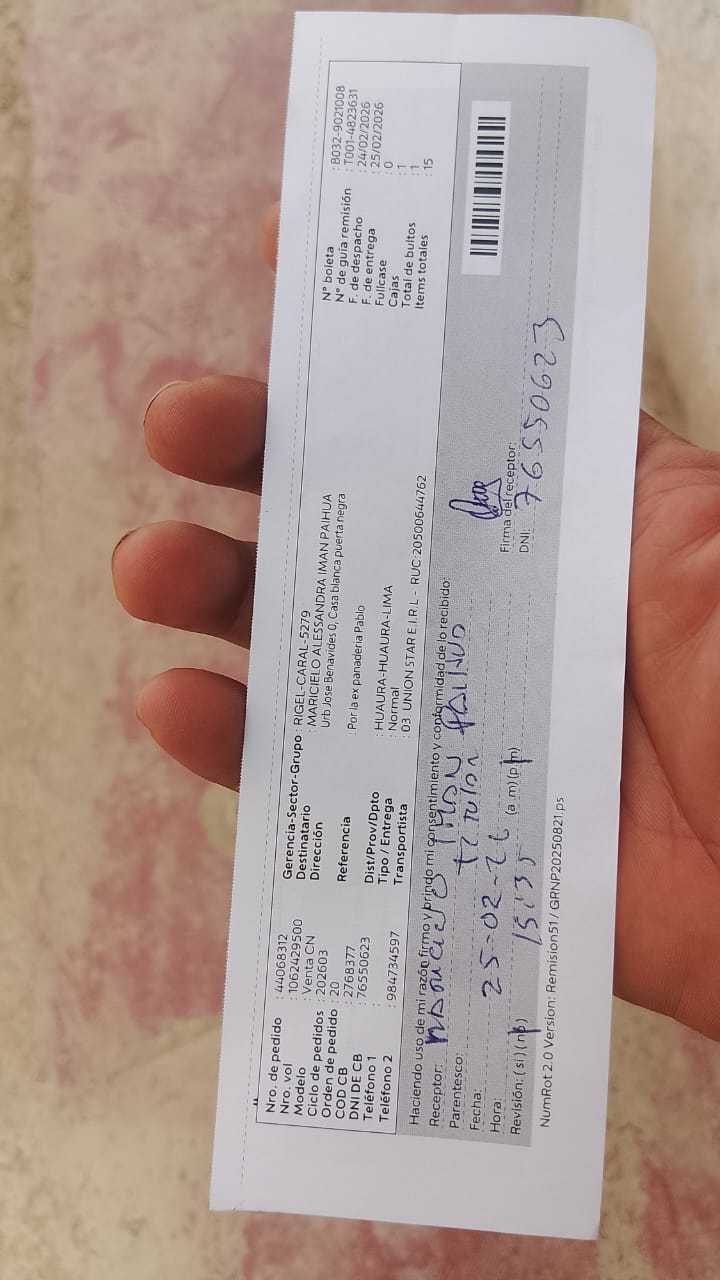 Nro. de pedido : 44068312
Nro. vol : 1062429500
Modelo : Venta CN
Ciclo de pedidos : 202603
Orden de pedido : 20
COD CB : 2768377
DNI DE CB : 76550623
Teléfono 1
Teléfono 2 : 984734597
Gerencia-Sector-Grupo : RIGEL-CARAL-5279
Destinatario : MARICIELO ALESSANDRA IMAN PAIHUA
Dirección : Urb Jose Benavides 0, Casa blanca puerta negra
Referencia : Por la ex panaderia Pablo
Dist/Prov/Dpto : HUAURA-HUAURA-LIMA
Tipo / Entrega : Normal
Transportista : 03 UNION STAR E.I.R.L - RUC:20500644762
N° boleta : B032-9021008
N° de guía remisión : T001-4823631
F. de despacho : 24/02/2026
F. de entrega : 25/02/2026
Fullcase : 0
Cajas : 1
Total de bultos : 1
Items totales : 15
Haciendo uso de mi razón firmo y brindo mi consentimiento y conformidad de lo recibido:
Receptor: Maricielo IMAN PAIHUA
Parentesco: titular
Fecha: 25-02-26
Hora: 15:35 (a .m) (p.m)
Revisión: ( si ) ( no )
Firma del receptor:
DNI: 76550623
NumRot 2.0 Version: Remision51 / GRNP20250821.ps